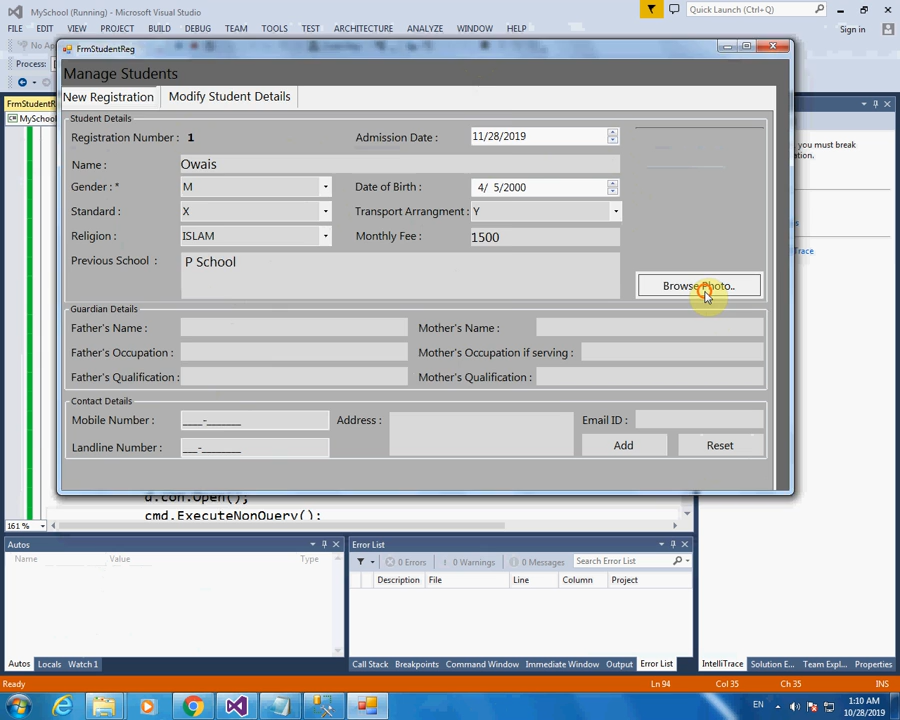 MySchool (Running) - Microsoft Visual Studio
Quick Launch (Ctrl+Q)
FILE EDIT VIEW PROJECT BUILD DEBUG TEAM TOOLS TEST ARCHITECTURE ANALYZE WINDOW HELP
Sign in
Process:
FrmStudentReg
Manage Students
New Registration Modify Student Details
FrmStudentR
MySchoo
Student Details
Registration Number : 1 Admission Date : 11/28/2019
Name : Owais
Gender : * M Date of Birth : 4/ 5/2000
Standard : X Transport Arrangment : Y
Religion : ISLAM Monthly Fee : 1500
Previous School : P School
Browse Photo..
, you must break
ation.
Trace
Guardian Details
Father's Name : Mother's Name :
Father's Occupation : Mother's Occupation if serving :
Father's Qualification : Mother's Qualification :
Contact Details
Mobile Number : ____-_______ Address : Email ID :
Landline Number : ___-________ Add Reset
d.con.Open();
cmd.ExecuteNonQuery();
161 %
Autos
Name Value Type
Error List
0 Errors 0 Warnings 0 Messages Search Error List
Description File Line Column Project
Autos Locals Watch 1
Call Stack Breakpoints Command Window Immediate Window Output Error List
IntelliTrace Solution E... Team Expl... Properties
Ready Ln 94 Col 35 Ch 35 INS
EN 1:10 AM
10/28/2019